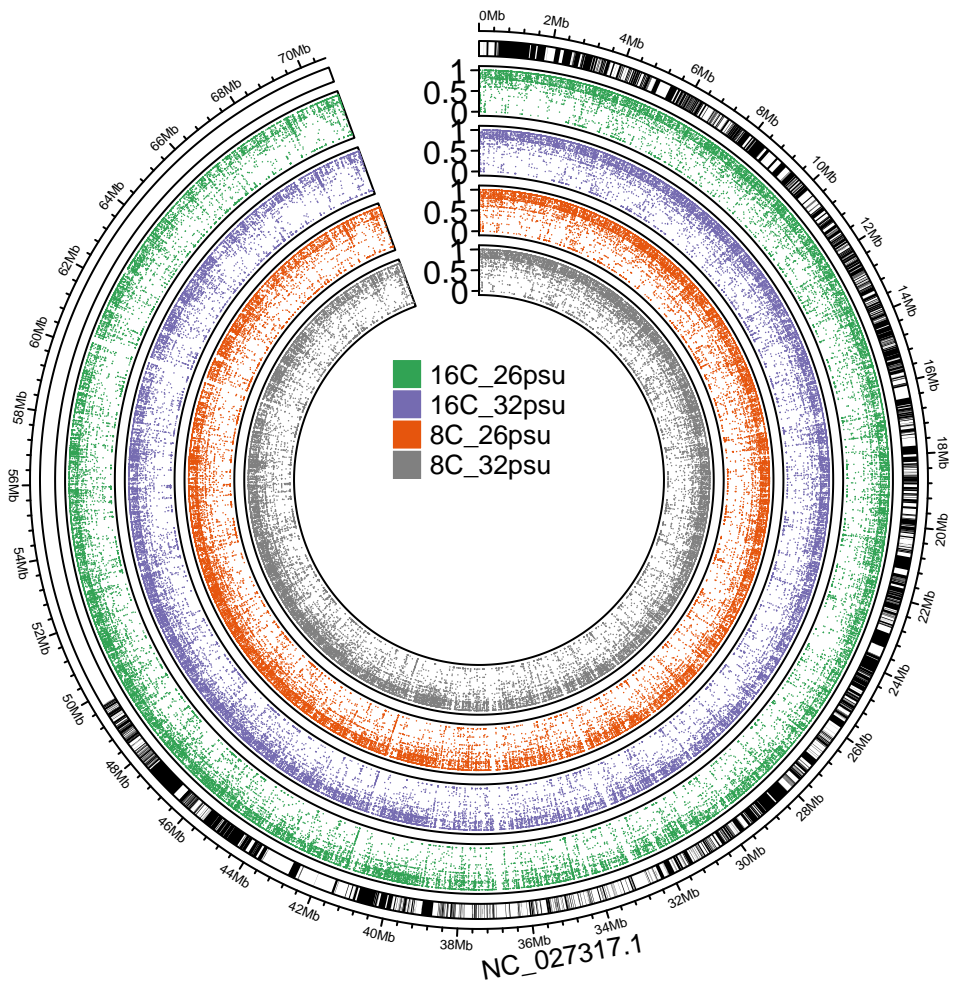 0Mb
2Mb
4Mb
6Mb
8Mb
10Mb
12Mb
14Mb
16Mb
18Mb
20Mb
22Mb
24Mb
26Mb
28Mb
30Mb
32Mb
34Mb
36Mb
38Mb
40Mb
42Mb
44Mb
46Mb
48Mb
50Mb
52Mb
54Mb
56Mb
58Mb
60Mb
62Mb
64Mb
66Mb
68Mb
70Mb
1
0.5
0
1
0.5
0
1
0.5
0
1
0.5
0
16C_26psu
16C_32psu
8C_26psu
8C_32psu
NC_027317.1